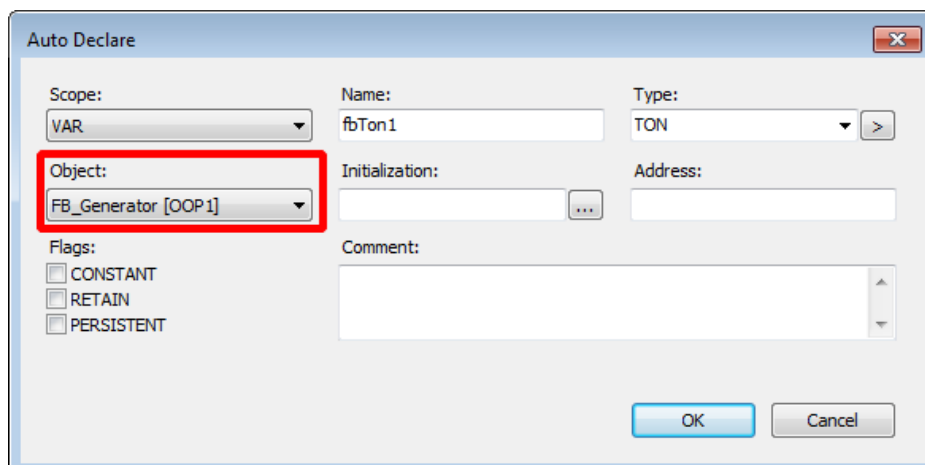 Auto Declare
Scope:
Name:
Type:
VAR
fbTon1
TON
>
Object:
Initialization:
Address:
FB_Generator [OOP1]
...
Flags:
Comment:
CONSTANT
RETAIN
PERSISTENT
OK
Cancel